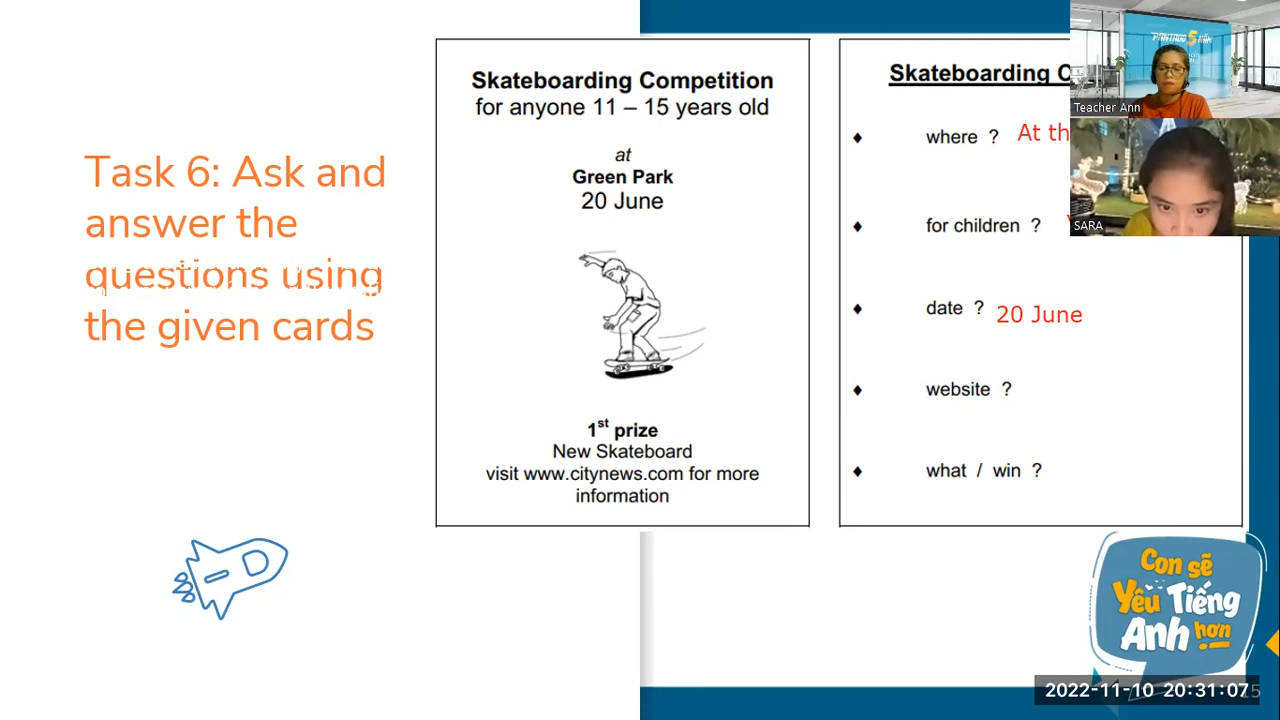 Task 6: Ask and
answer the
questions using
the given cards
Skateboarding Competition
for anyone 11 – 15 years old
at
Green Park
20 June
1st prize
New Skateboard
visit www.citynews.com for more
information
Skateboarding
where ? At
for children ?
date ? 20 June
website ?
what / win ?
Teacher Ann
SARA
Con sẽ
Yêu Tiếng
Anh hơn
2022-11-10 20:31:07